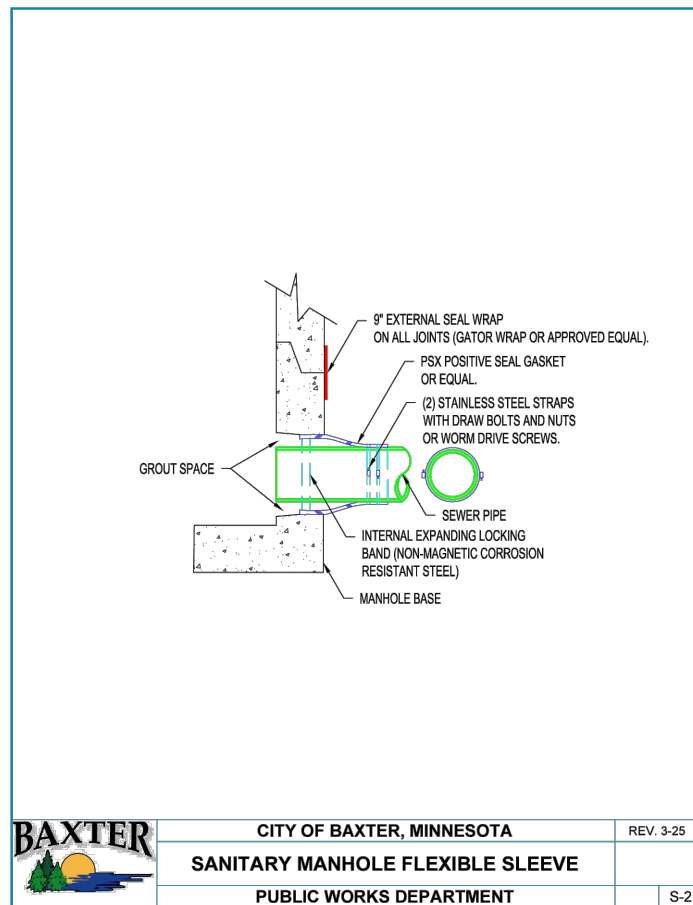 9" EXTERNAL SEAL WRAP
ON ALL JOINTS (GATOR WRAP OR APPROVED EQUAL).
PSX POSITIVE SEAL GASKET
OR EQUAL.
(2) STAINLESS STEEL STRAPS
WITH DRAW BOLTS AND NUTS
OR WORM DRIVE SCREWS.
GROUT SPACE
SEWER PIPE
INTERNAL EXPANDING LOCKING
BAND (NON-MAGNETIC CORROSION
RESISTANT STEEL)
MANHOLE BASE
BAXTER
CITY OF BAXTER, MINNESOTA
REV. 3-25
SANITARY MANHOLE FLEXIBLE SLEEVE
PUBLIC WORKS DEPARTMENT
S-2